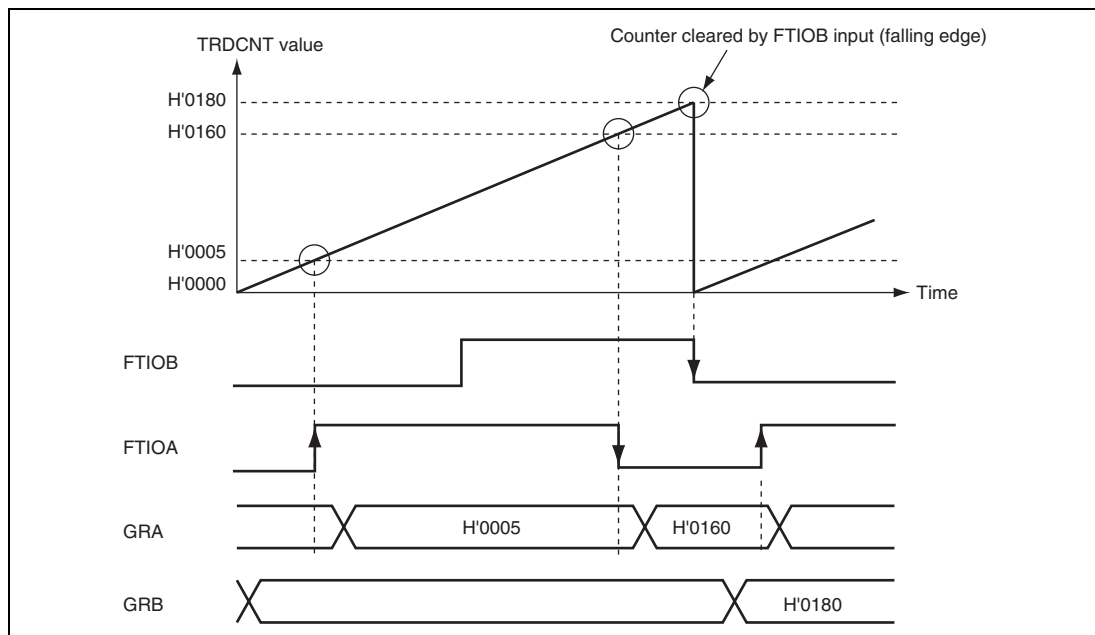 Counter cleared by FTIOB input (falling edge)
TRDCNT value
H'0180
H'0160
H'0005
H'0000
Time
FTIOB
FTIOA
GRA
H'0005
H'0160
GRB
H'0180